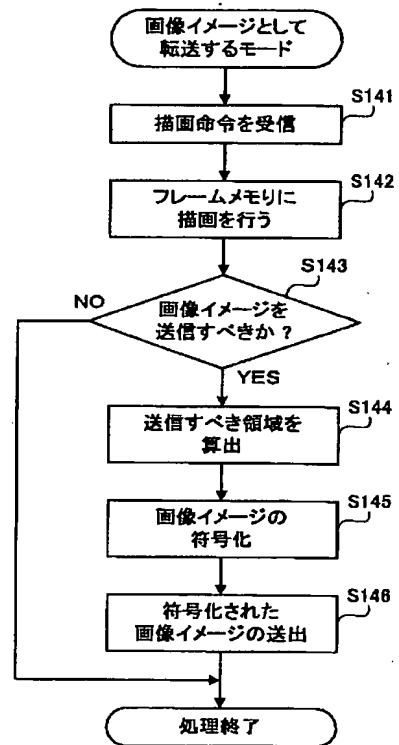 画像イメージとして
転送するモード
S141
描画命令を受信
S142
フレームメモリに
描画を行う
S143
NO
画像イメージを
送信すべきか?
YES
S144
送信すべき領域を
算出
S145
画像イメージの
符号化
S146
符号化された
画像イメージの送出
処理終了